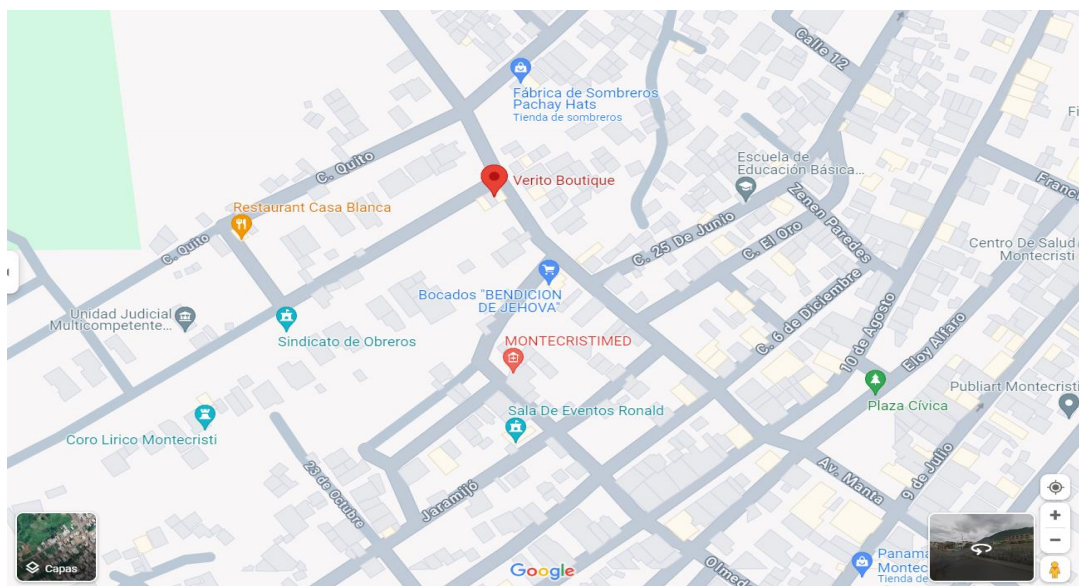 Calle 12
Fábrica de Sombreros
Pachay Hats
Tienda de sombreros
C. Quito
Escuela de
Educación Básica...
Verito Boutique
Restaurant Casa Blanca
C. Quito
C. 25 De Junio
Zenen Paredes
C. El Oro
Centro De Salud
Montecristi
Bocados "BENDICION
DE JEHOVA"
C. 6 de Diciembre
10 de Agosto
Unidad Judicial
Multicompetente...
Sindicato de Obreros
MONTECRISTIMED
Eloy Alfaro
Publiart Montecristi
Plaza Cívica
Sala De Eventos Ronald
Coro Lirico Montecristi
23 de Octubre
Jaramijó
Av. Manta
9 de Julio
Capas
Google
Olmedo
Tienda de